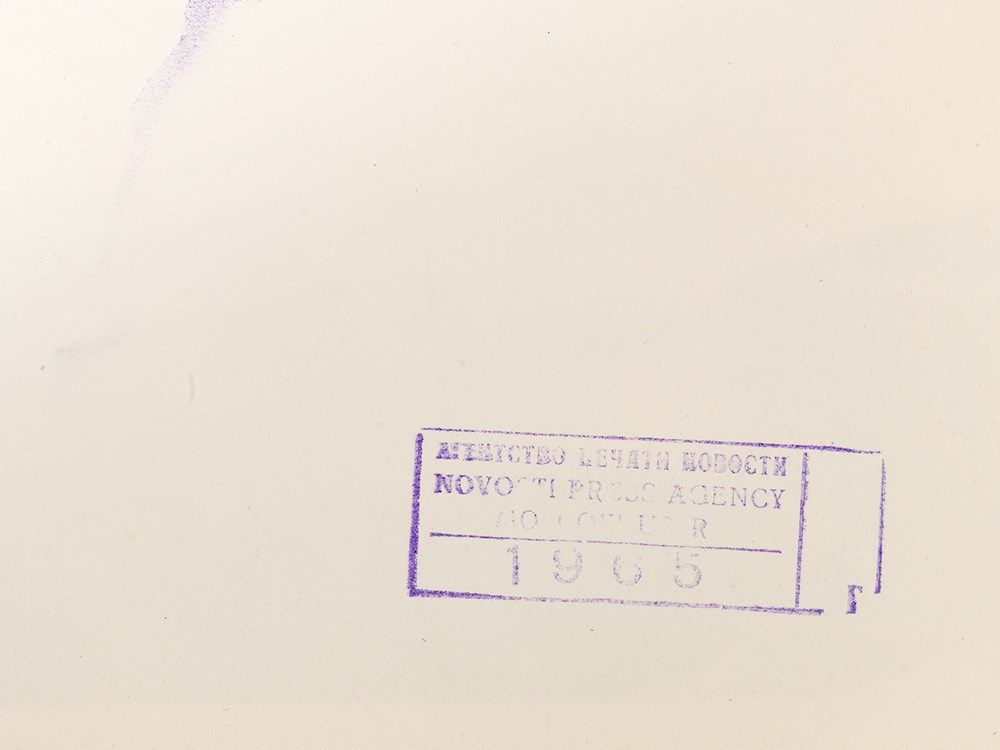 АГЕНТСТВО ПЕЧАТИ НОВОСТИ
NOVOSTI PRESS AGENCY
1965